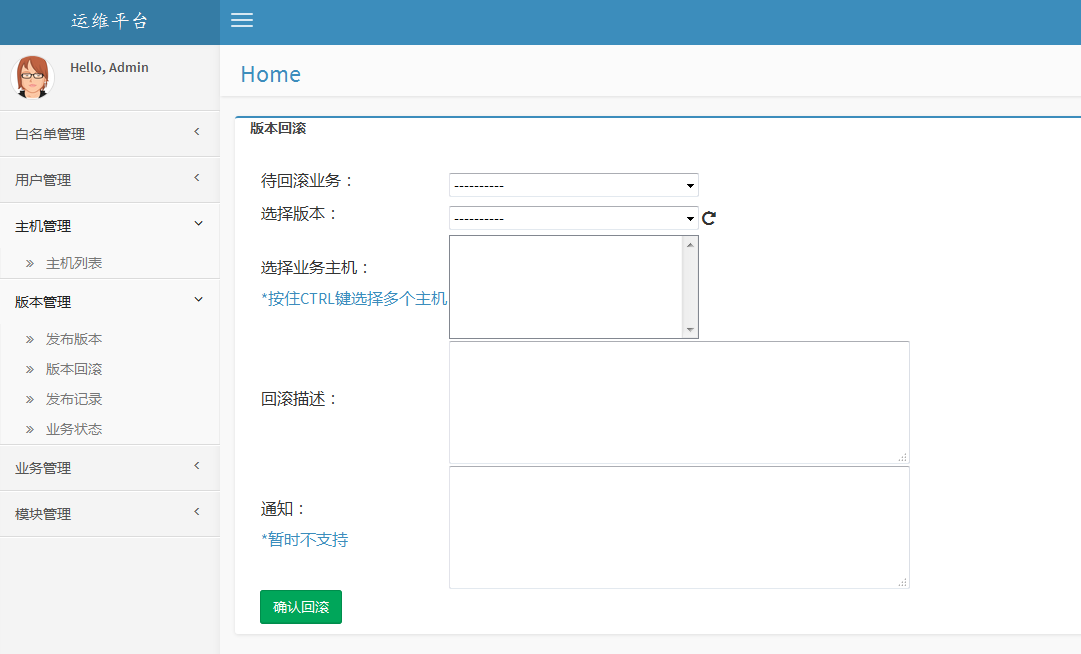 运维平台
Hello, Admin
白名单管理
用户管理
主机管理
主机列表
版本管理
发布版本
版本回滚
发布记录
业务状态
业务管理
模块管理
Home
版本回滚
待回滚业务：
----------
选择版本：
----------
选择业务主机：
*按住CTRL键选择多个主机
回滚描述：
通知：
*暂时不支持
确认回滚